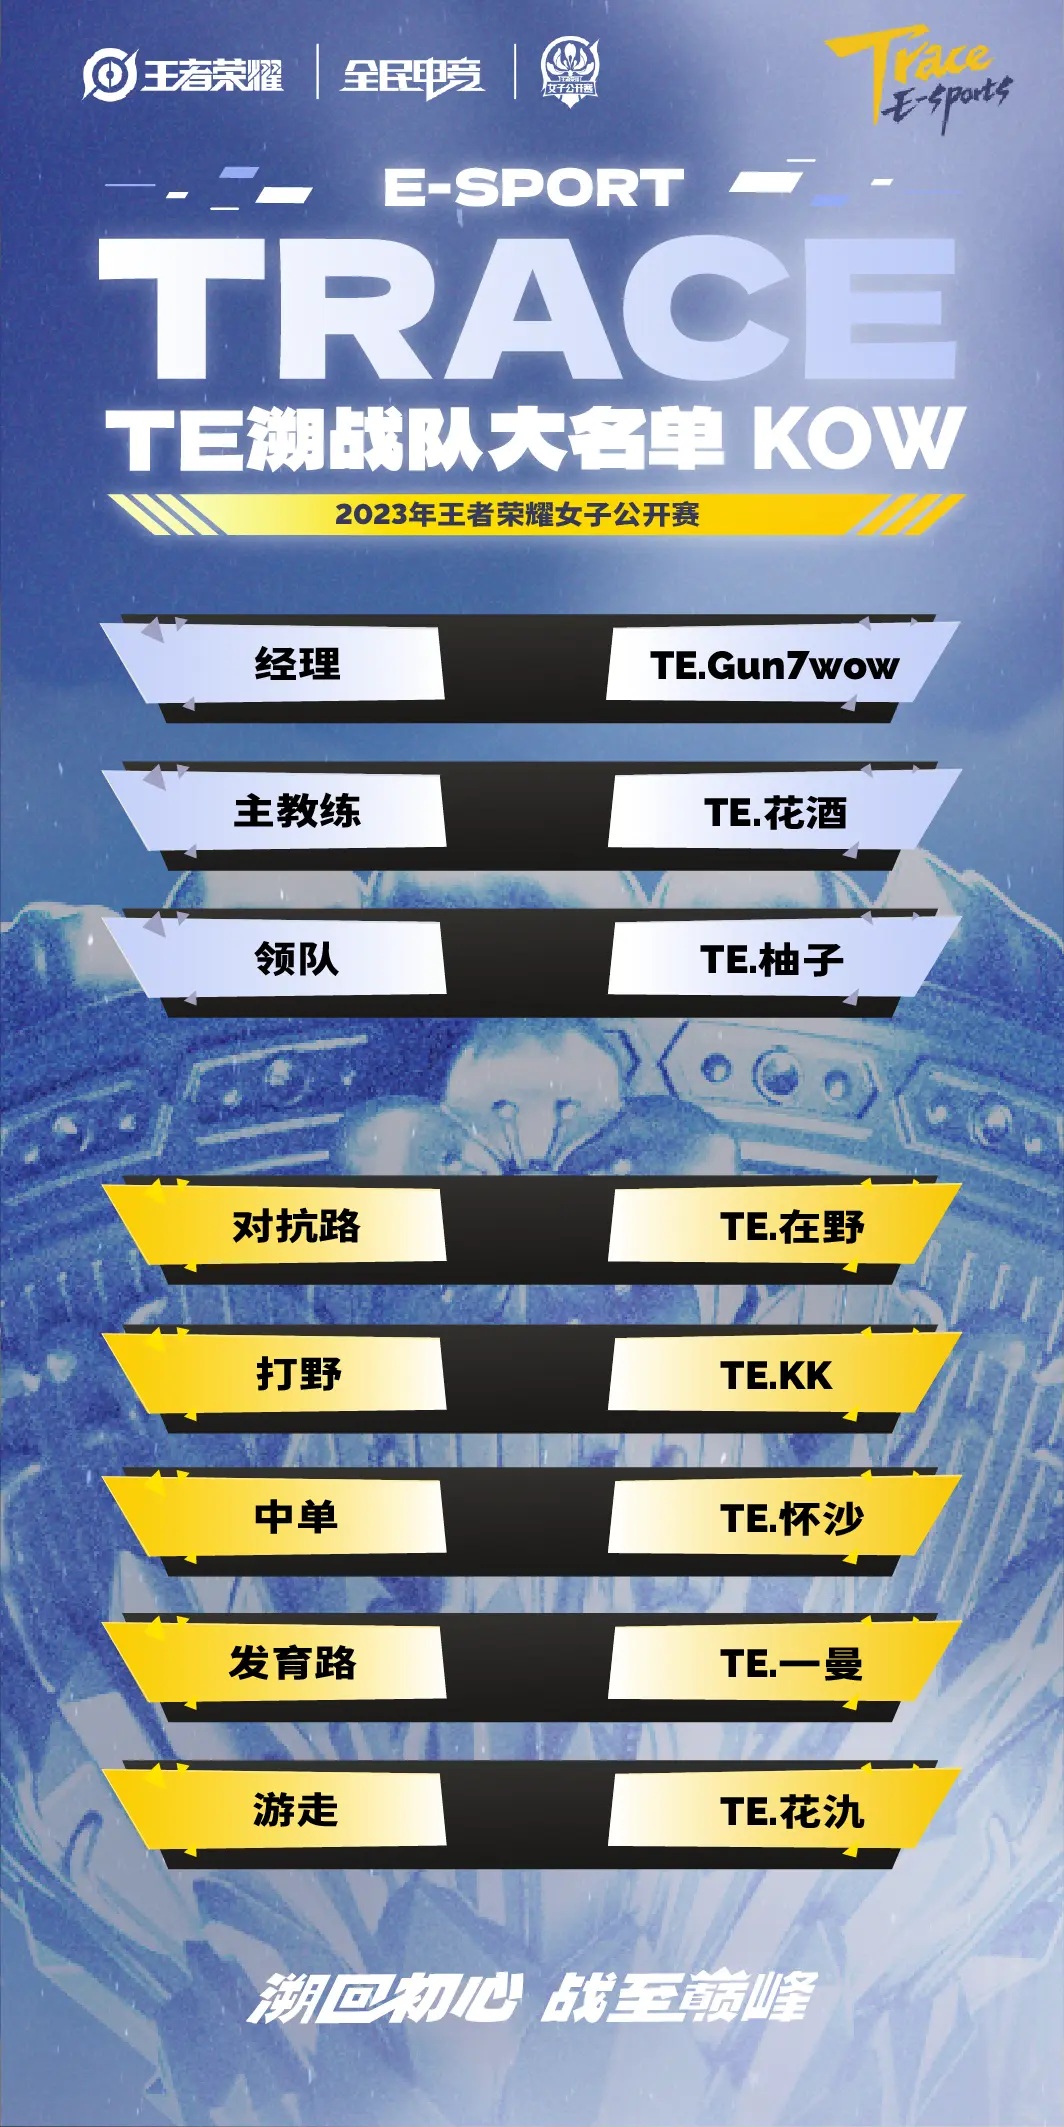 王者荣耀 全民电竞 女子公开赛
Trace
E-sports
E-SPORT
TRACE
TE溯战队大名单 KOW
2023年王者荣耀女子公开赛
经理 TE.Gun7wow
主教练 TE.花酒
领队 TE.柚子
对抗路 TE.在野
打野 TE.KK
中单 TE.怀沙
发育路 TE.一曼
游走 TE.花氿
溯回初心 战至巅峰